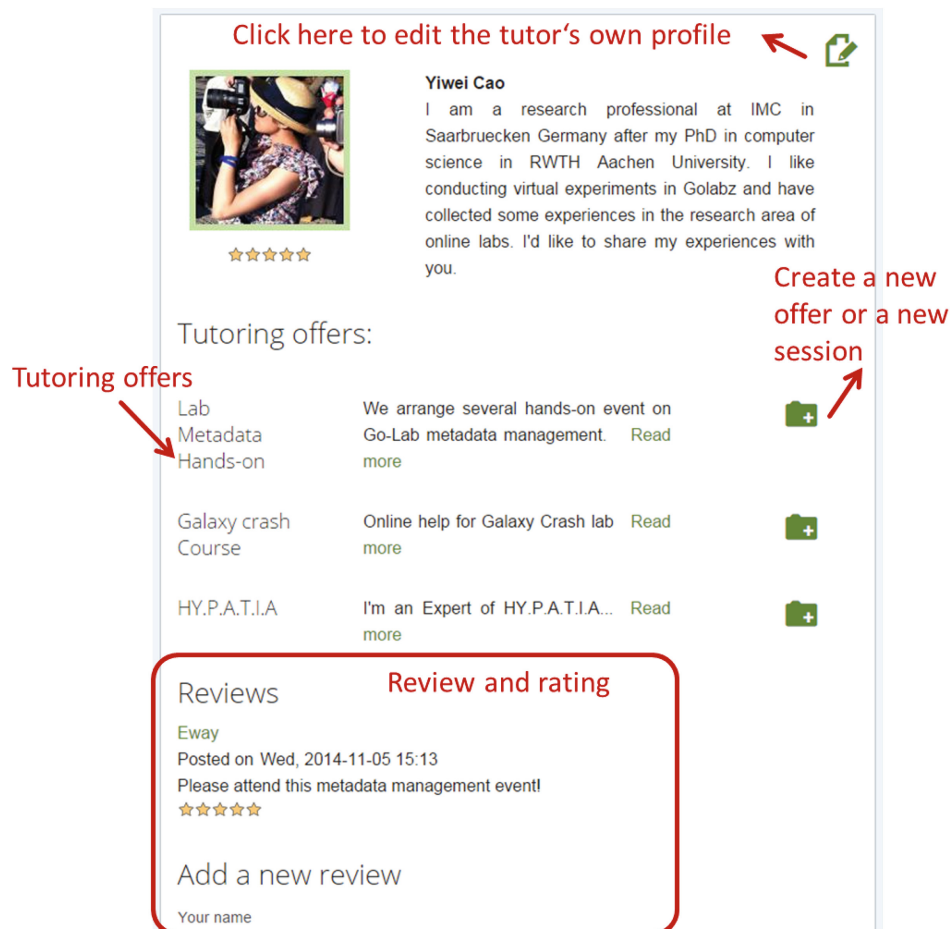 Click here to edit the tutor‘s own profile
Yiwei Cao
I am a research professional at IMC in
Saarbruecken Germany after my PhD in computer
science in RWTH Aachen University. I like
conducting virtual experiments in Golabz and have
collected some experiences in the research area of
online labs. I'd like to share my experiences with
you.
Create a new
offer or a new
session
Tutoring offers:
Tutoring offers
Lab
Metadata
Hands-on
We arrange several hands-on event on
Go-Lab metadata management. Read
more
Galaxy crash
Course
Online help for Galaxy Crash lab Read
more
HY.P.A.T.I.A
I'm an Expert of HY.P.A.T.I.A... Read
more
Review and rating
Reviews
Eway
Posted on Wed, 2014-11-05 15:13
Please attend this metadata management event!
Add a new review
Your name